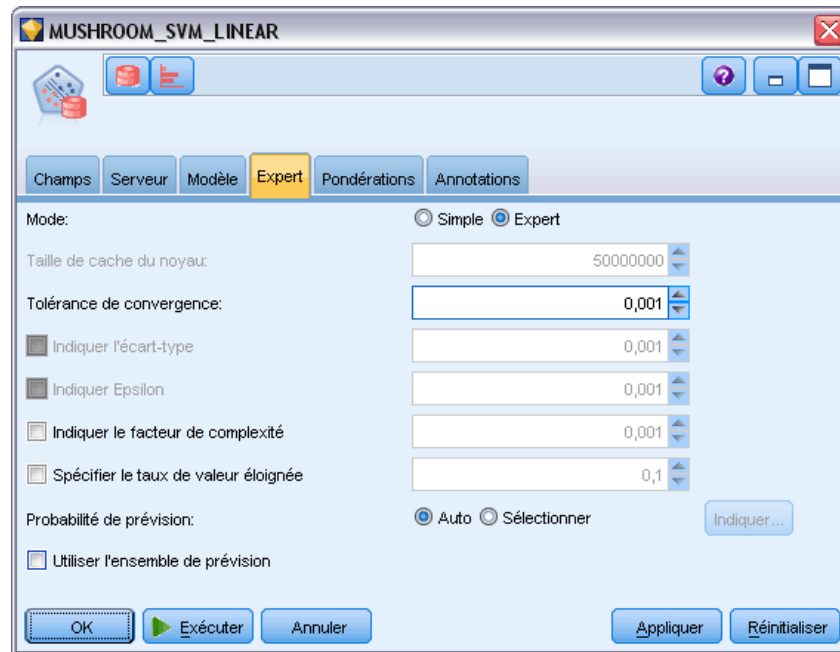 MUSHROOM_SVM_LINEAR
Champs Serveur Modèle Expert Pondérations Annotations
Mode: Simple Expert
Taille de cache du noyau: 50000000
Tolérance de convergence: 0,001
Indiquer l'écart-type 0,001
Indiquer Epsilon 0,001
Indiquer le facteur de complexité 0,001
Spécifier le taux de valeur éloignée 0,1
Probabilité de prévision: Auto Sélectionner Indiquer...
Utiliser l'ensemble de prévision
OK Exécuter Annuler Appliquer Réinitialiser